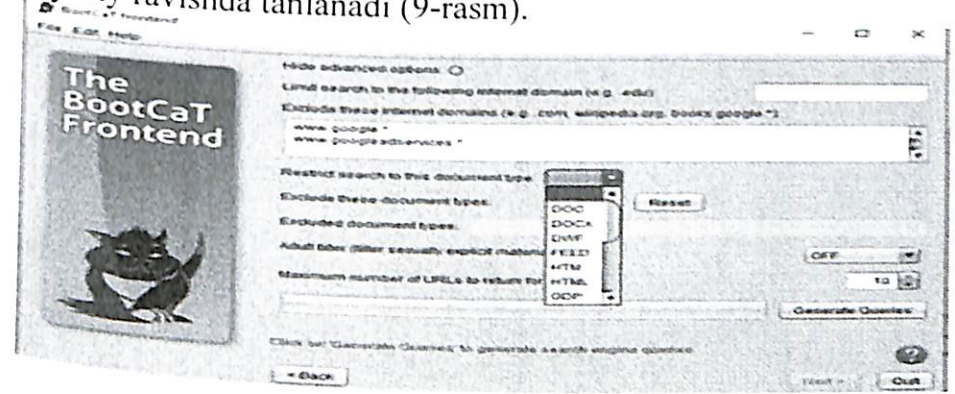 ravishda tanlanadi (9-rasm).
BootCaT frontend
File Edit Help
The
BootCaT
Frontend
Hide advanced options
Limit search to the following internet domain (e.g. .edu)
Exclude these internet domains (e.g. .com, wikipedia.org, books.google.*)
www.google.*
www.googleadservices.*
Restrict search to this document type
Exclude these document types:
Reset
DOC
DOCX
DWF
FEED
HTM
HTML
ODP
Excluded document types:
Adult filter (filter sexually explicit material
OFF
Maximum number of URLs to return for
10
Generate Queries
Click on 'Generate Queries' to generate search engine queries
?
< Back
Next >
Quit